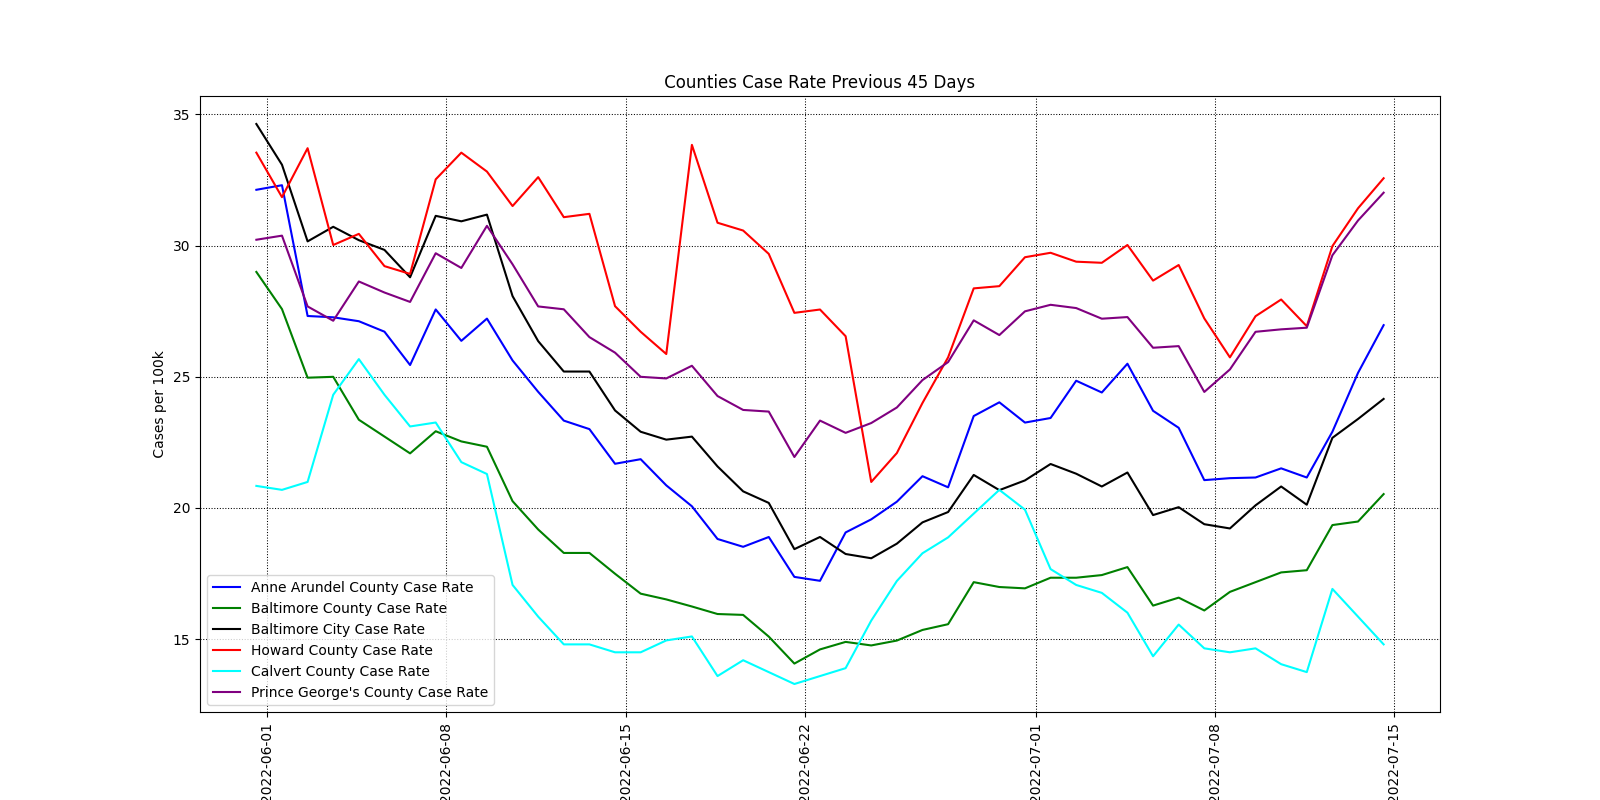 Counties Case Rate Previous 45 Days
Cases per 100k
35
30
25
20
15
Anne Arundel County Case Rate
Baltimore County Case Rate
Baltimore City Case Rate
Howard County Case Rate
Calvert County Case Rate
Prince George's County Case Rate
2022-06-01
2022-06-08
2022-06-15
2022-06-22
2022-07-01
2022-07-08
2022-07-15